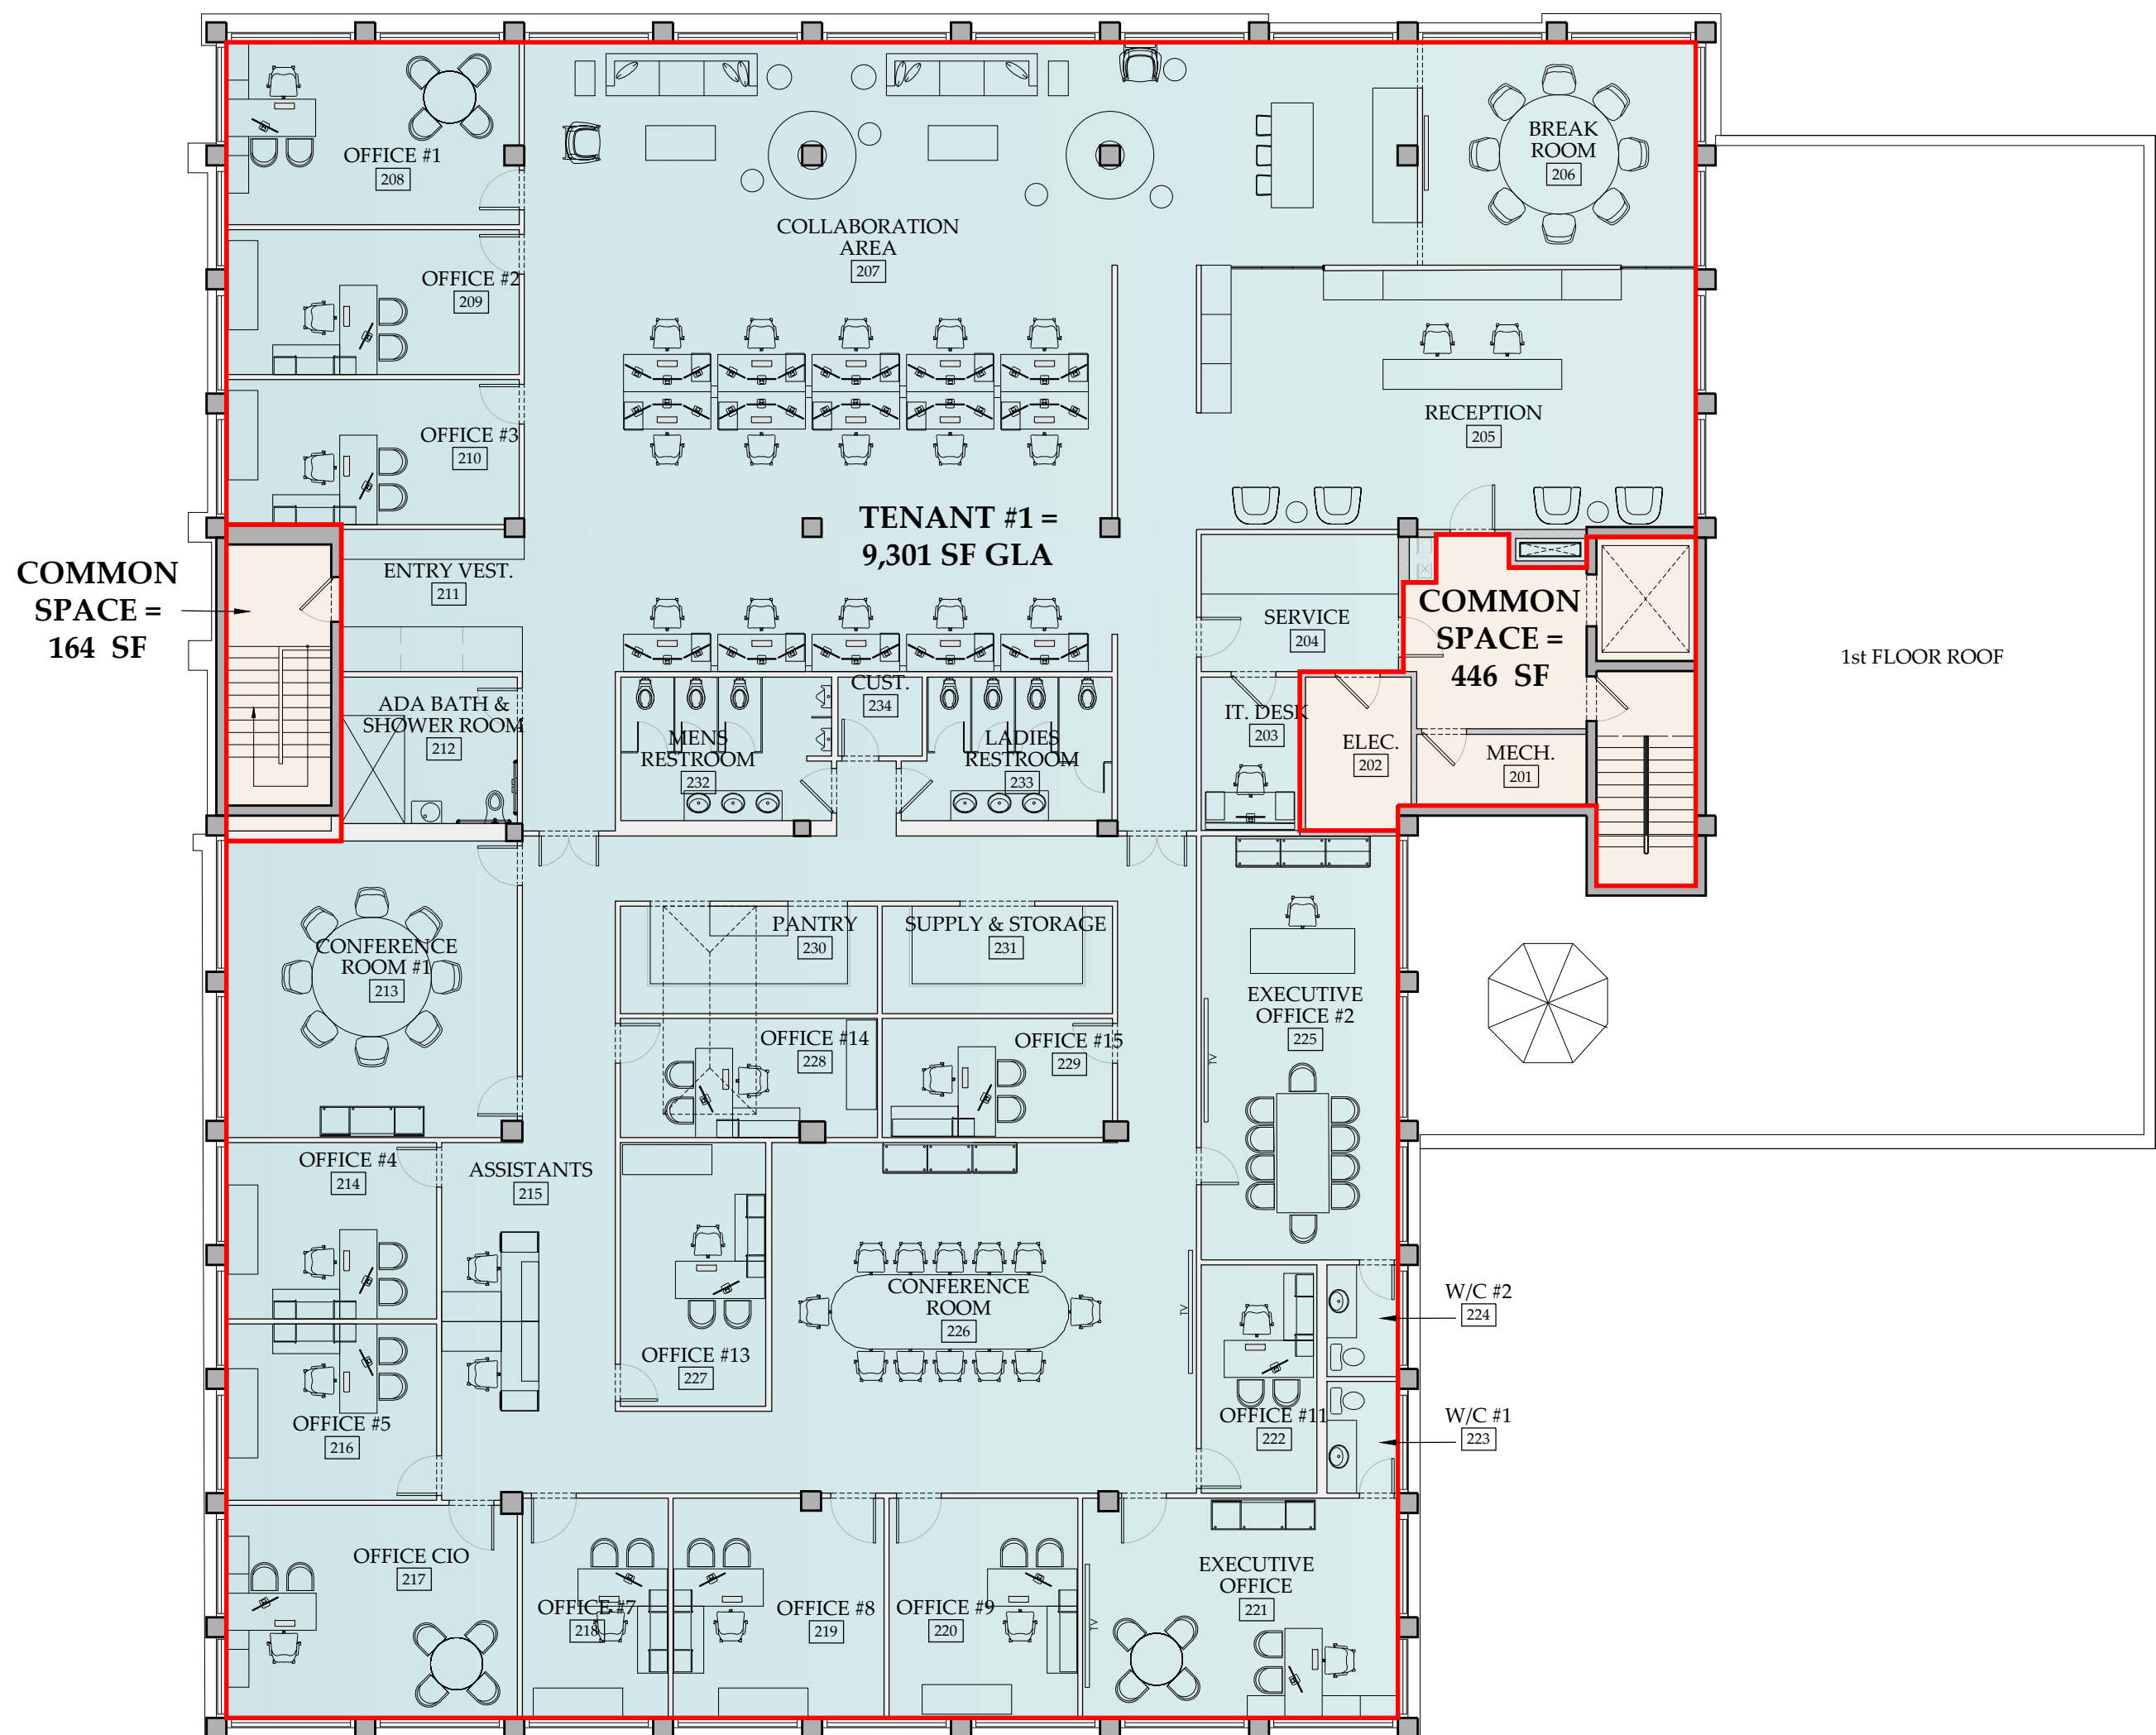 OFFICE #1
208
BREAK
ROOM
206
COLLABORATION
AREA
207
OFFICE #2
209
OFFICE #3
210
RECEPTION
205
TENANT #1 =
9,301 SF GLA
COMMON
SPACE =
164 SF
ENTRY VEST.
211
SERVICE
204
COMMON
SPACE =
446 SF
1st FLOOR ROOF
ADA BATH &
SHOWER ROOM
212
MENS
RESTROOM
232
CUST.
234
LADIES
RESTROOM
233
IT. DESK
203
ELEC.
202
MECH.
201
CONFERENCE
ROOM #1
213
PANTRY
230
SUPPLY & STORAGE
231
EXECUTIVE
OFFICE #2
225
TV
OFFICE #14
228
OFFICE #15
229
OFFICE #4
214
ASSISTANTS
215
CONFERENCE
ROOM
226
TV
W/C #2
224
OFFICE #13
227
OFFICE #5
216
OFFICE #11
222
W/C #1
223
OFFICE CIO
217
OFFICE #7
218
OFFICE #8
219
OFFICE #9
220
TV
EXECUTIVE
OFFICE
221